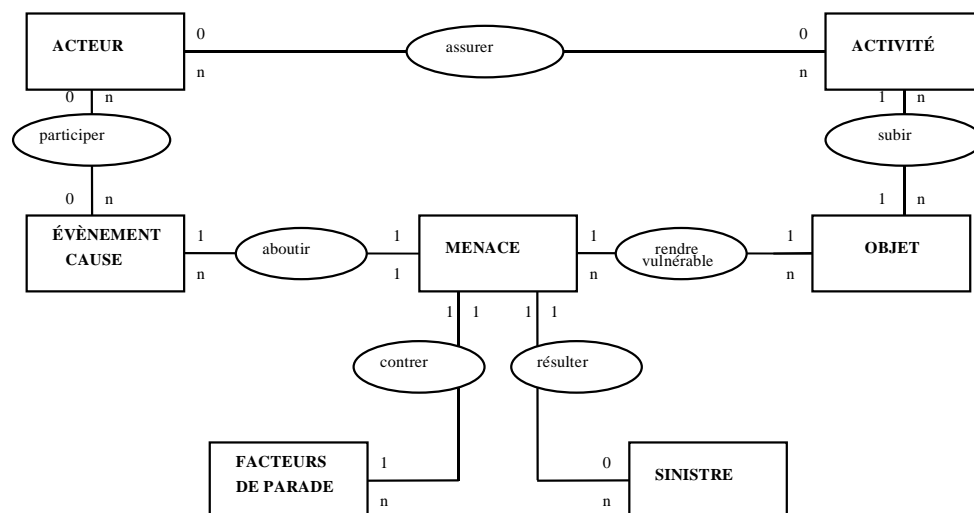 ACTEUR
0
n
assurer
0
n
ACTIVITÉ
0 n
participer
1 n
subir
0 n
1 n
ÉVÈNEMENT
CAUSE
1
n
aboutir
1
1
MENACE
1
n
rendre
vulnérable
1
n
OBJET
1 1
1 1
contrer
résulter
FACTEURS
DE PARADE
1
n
0
n
SINISTRE